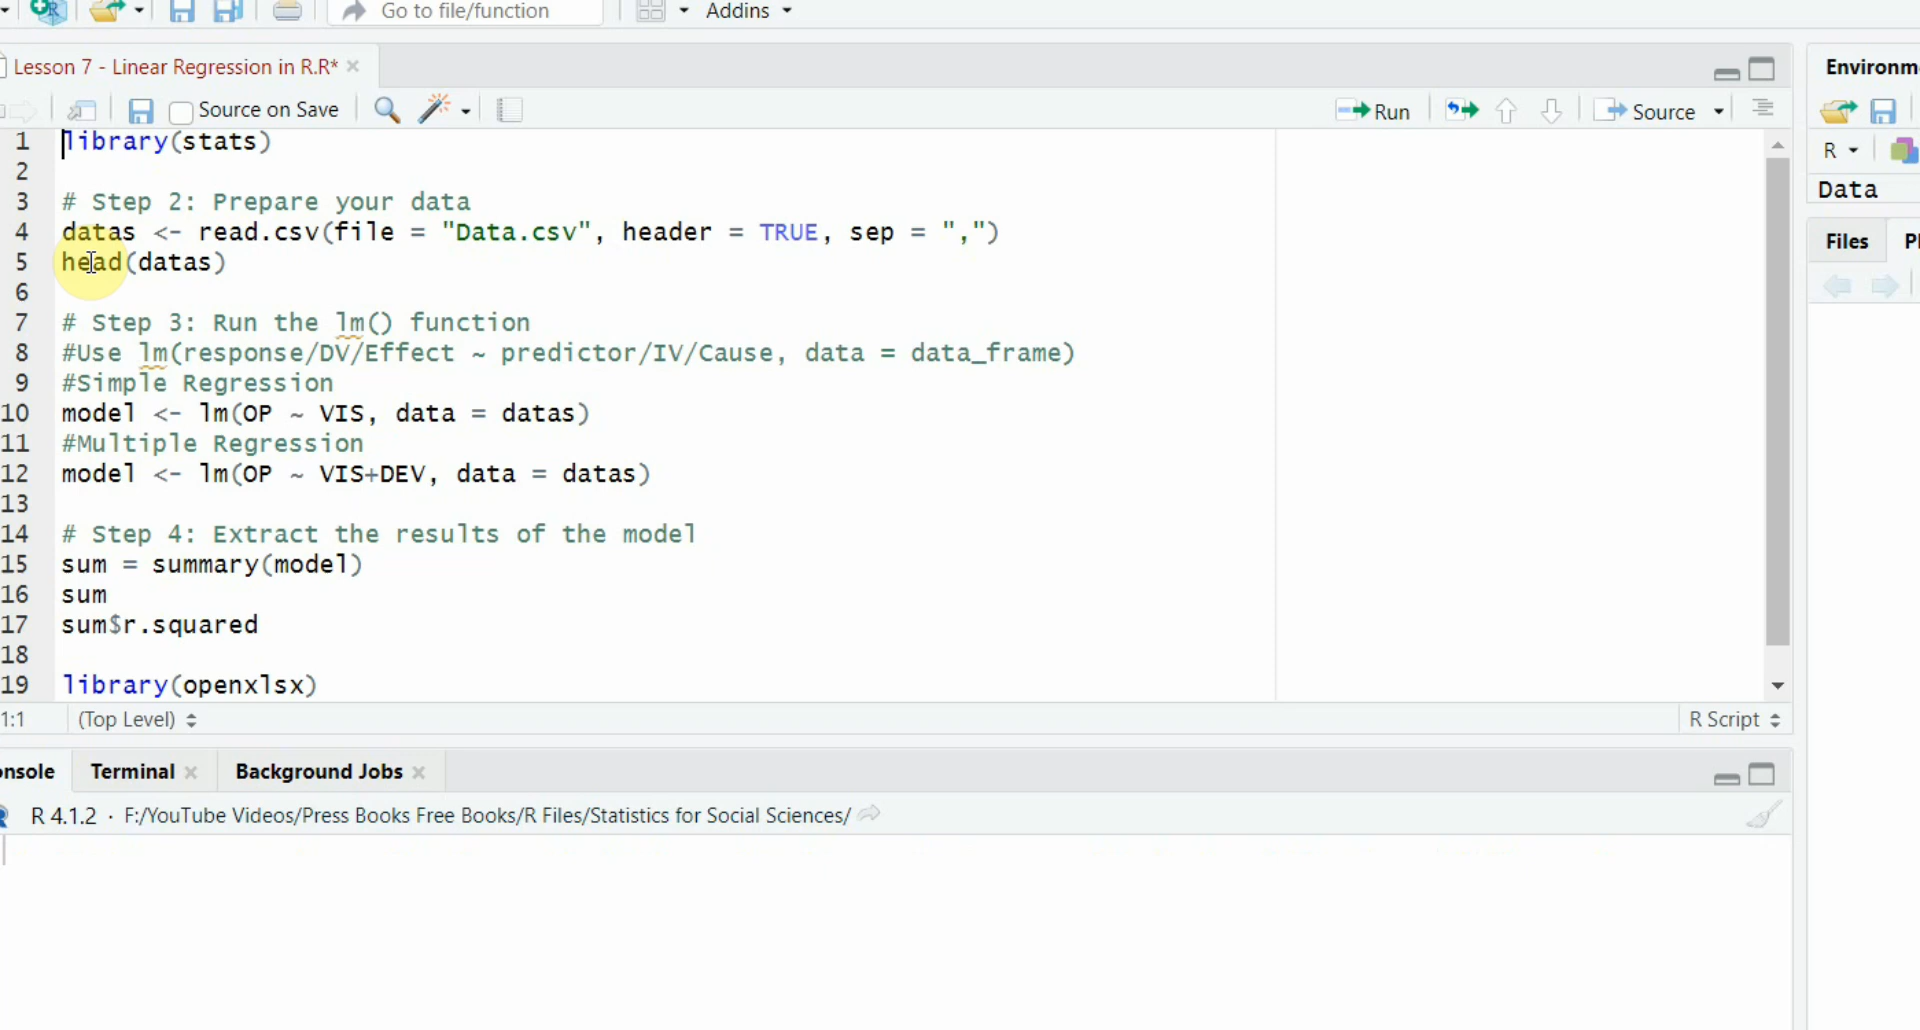 Go to file/function
Addins
Lesson 7 - Linear Regression in R.R*
Source on Save
Run
Source
1 library(stats)
2
3 # Step 2: Prepare your data
4 datas <- read.csv(file = "Data.csv", header = TRUE, sep = ",")
5 head(datas)
6
7 # Step 3: Run the lm() function
8 #Use lm(response/DV/Effect ~ predictor/IV/Cause, data = data_frame)
9 #Simple Regression
10 model <- lm(OP ~ VIS, data = datas)
11 #Multiple Regression
12 model <- lm(OP ~ VIS+DEV, data = datas)
13
14 # Step 4: Extract the results of the model
15 sum = summary(model)
16 sum
17 sum$r.squared
18
19 library(openxlsx)
1:1 (Top Level) R Script
onsole Terminal Background Jobs
R 4.1.2 · F:/YouTube Videos/Press Books Free Books/R Files/Statistics for Social Sciences/
Environm
R
Data
Files P